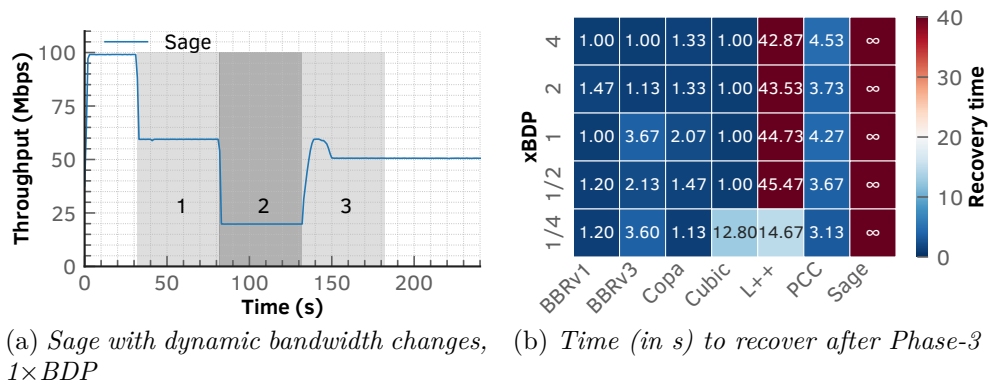 Sage
Throughput (Mbps)
100
75
50
25
0
1
2
3
0
50
100
150
200
Time (s)
(a) Sage with dynamic bandwidth changes,
1×BDP
xBDP
4
2
1
1/2
1/4
1.00 1.00 1.33 1.00 42.87 4.53 ∞
1.47 1.13 1.33 1.00 43.53 3.73 ∞
1.00 3.67 2.07 1.00 44.73 4.27 ∞
1.20 2.13 1.47 1.00 45.47 3.67 ∞
1.20 3.60 1.13 12.80 14.67 3.13 ∞
BBRv1
BBRv3
Copa
Cubic
L++
PCC
Sage
40
30
20
10
0
Recovery time
(b) Time (in s) to recover after Phase-3